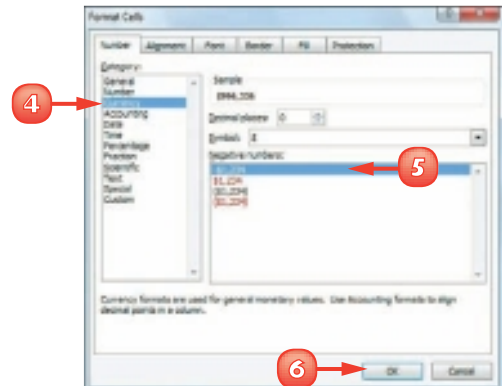 Format Cells
Number Alignment Font Border Fill Protection
Category:
General
Number
Currency
Accounting
Date
Time
Percentage
Fraction
Scientific
Text
Special
Custom
Sample
Decimal places: 0
Symbol: $
Negative numbers:
-$1,234
$1,234
($1,234)
($1,234)
4
5
Currency formats are used for general monetary values. Use Accounting formats to align
decimal points in a column.
6
OK Cancel